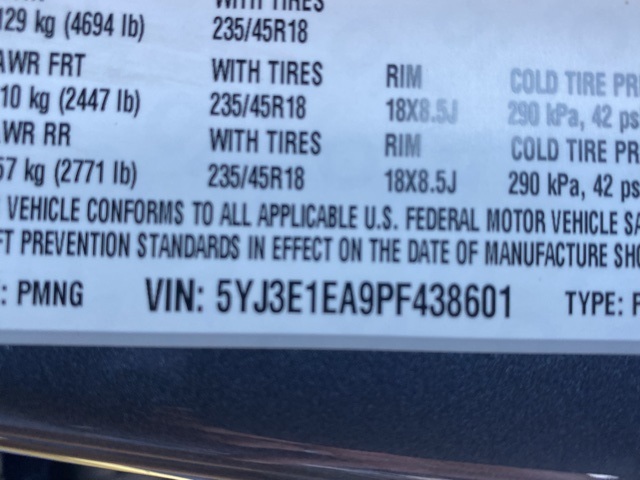 WITH TIRES
129 kg (4694 lb) 235/45R18
AWR FRT WITH TIRES RIM COLD TIRE PR
10 kg (2447 lb) 235/45R18 18X8.5J 290 kPa, 42 ps
AWR RR WITH TIRES RIM COLD TIRE PR
57 kg (2771 lb) 235/45R18 18X8.5J 290 kPa, 42 ps
VEHICLE CONFORMS TO ALL APPLICABLE U.S. FEDERAL MOTOR VEHICLE SA
FT PREVENTION STANDARDS IN EFFECT ON THE DATE OF MANUFACTURE SHO
: PMNG VIN: 5YJ3E1EA9PF438601 TYPE: P